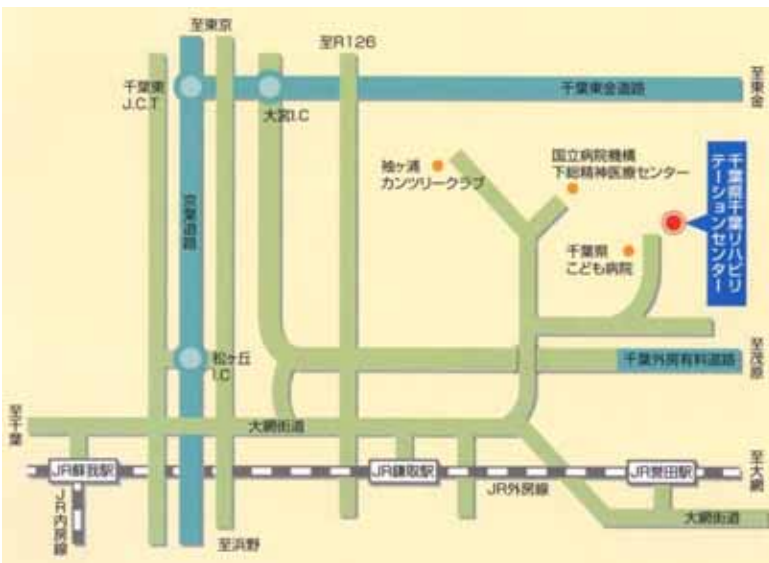 至東京
至R126
千葉東
J.C.T
大宮I.C
千葉東金道路
至東金
袖ヶ浦
カンツリークラブ
国立病院機構
下総精神医療センター
千葉県千葉リハビリ
テーションセンター
京葉道路
千葉県
こども病院
松ヶ丘
I.C
千葉外房有料道路
至茂原
至千葉
大網街道
JR蘇我駅
JR鎌取駅
JR誉田駅
至大網
JR内房線
JR外房線
大網街道
至浜野